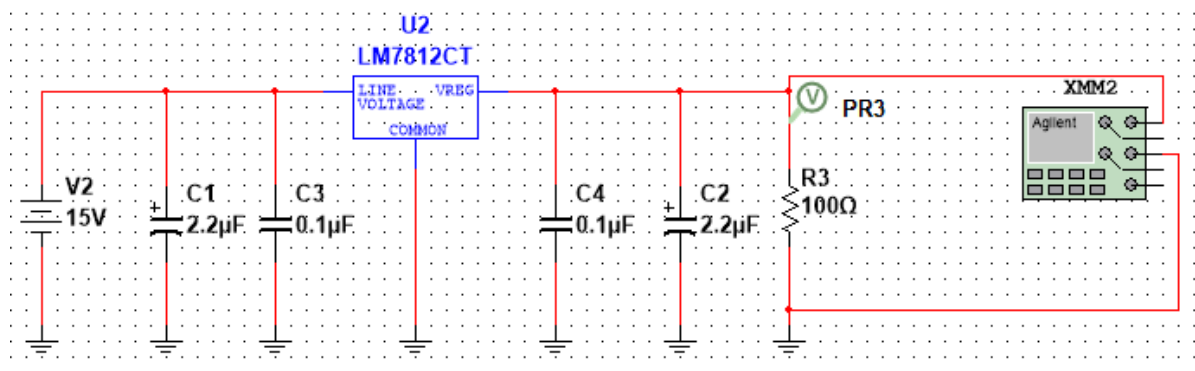 U2
LM7812CT
LINE VREG
VOLTAGE
COMMON
V
PR3
XMM2
Agilent
V2
15V
C1
+
2.2µF
C3
0.1µF
C4
0.1µF
C2
+
2.2µF
R3
100Ω